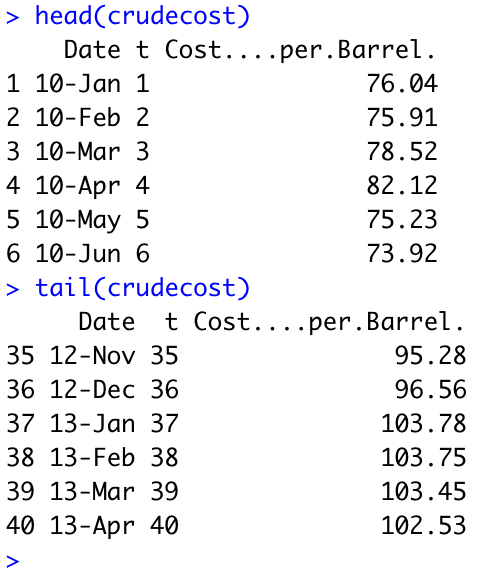 > head(crudecost)
    Date t Cost....per.Barrel.
1 10-Jan 1               76.04
2 10-Feb 2               75.91
3 10-Mar 3               78.52
4 10-Apr 4               82.12
5 10-May 5               75.23
6 10-Jun 6               73.92
> tail(crudecost)
     Date  t Cost....per.Barrel.
35 12-Nov 35               95.28
36 12-Dec 36               96.56
37 13-Jan 37              103.78
38 13-Feb 38              103.75
39 13-Mar 39              103.45
40 13-Apr 40              102.53
>